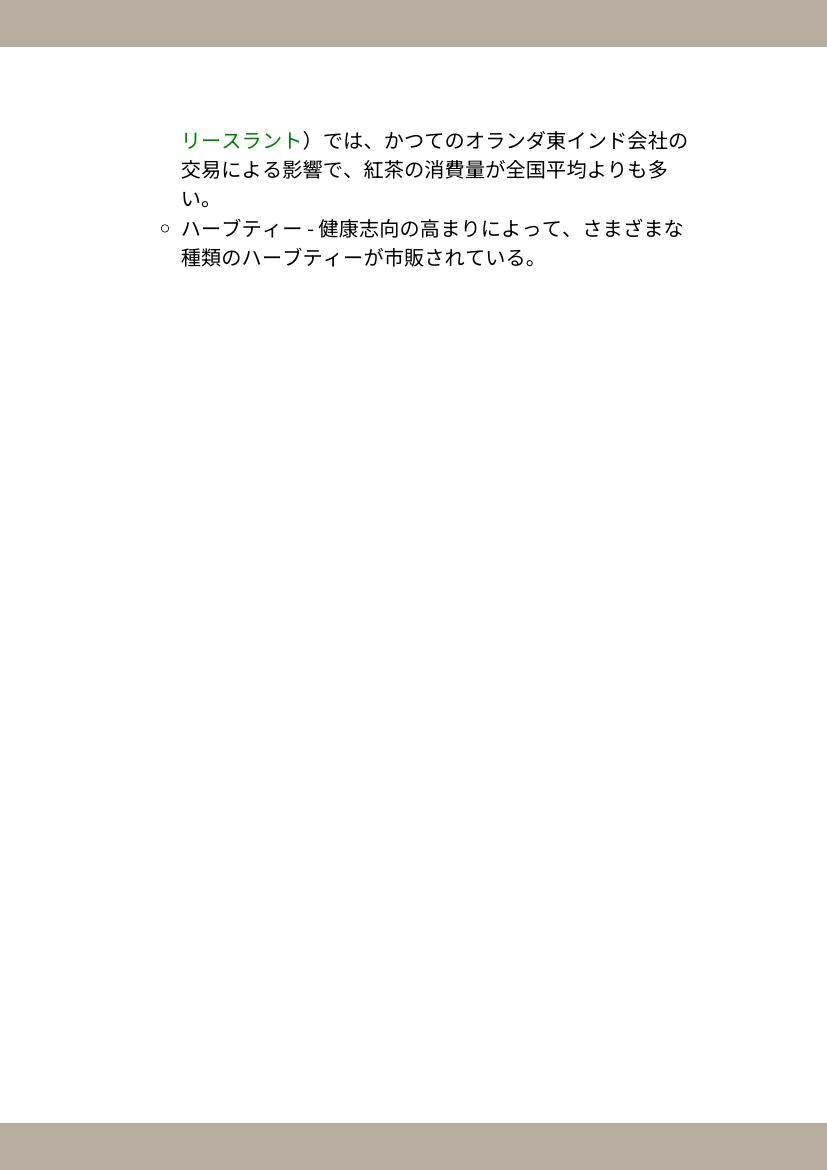 リースラント）では、かつてのオランダ東インド会社の
交易による影響で、紅茶の消費量が全国平均よりも多
い。
○ ハーブティー - 健康志向の高まりによって、さまざまな
種類のハーブティーが市販されている。